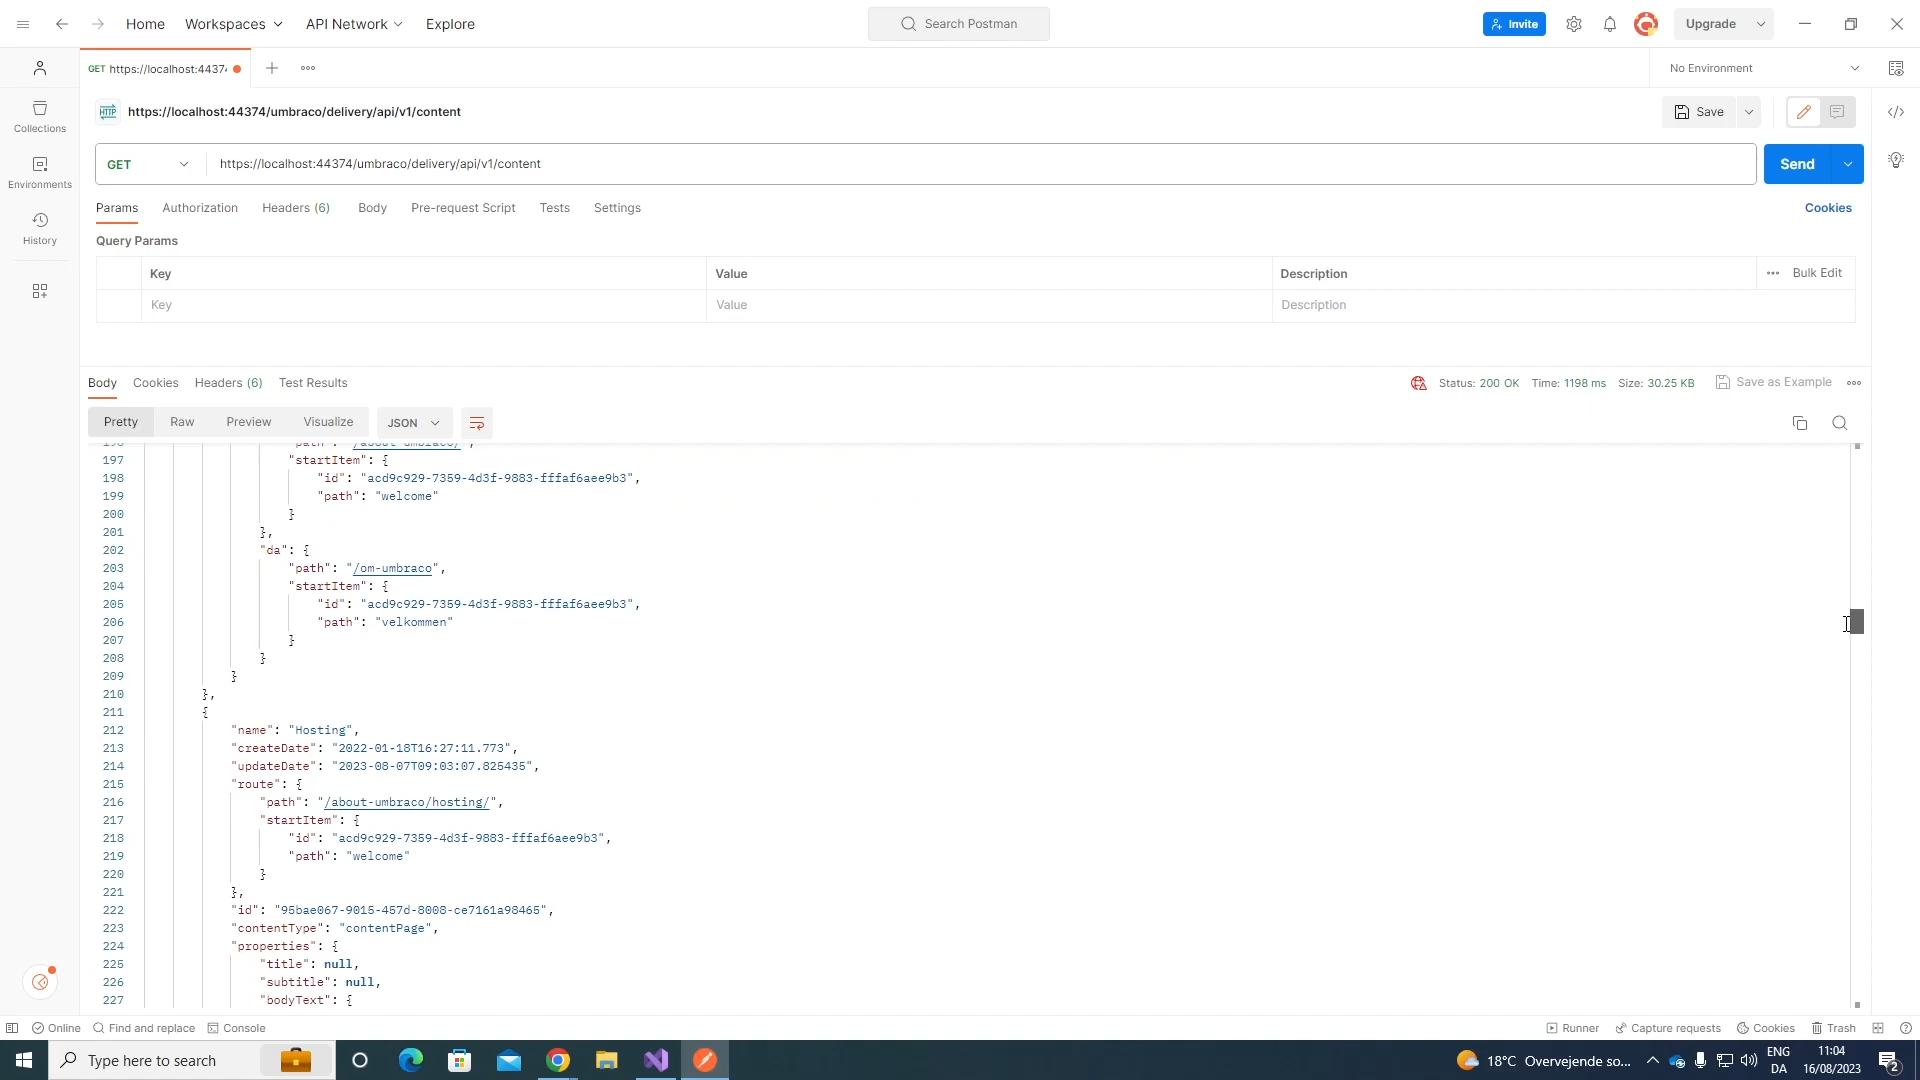 Home Workspaces API Network Explore Search Postman Invite Upgrade
GET https://localhost:4437 No Environment
HTTP https://localhost:44374/umbraco/delivery/api/v1/content Save
GET https://localhost:44374/umbraco/delivery/api/v1/content Send
Params Authorization Headers (6) Body Pre-request Script Tests Settings Cookies
Query Params
Key Value Description Bulk Edit
Key Value Description
Collections
Environments
History
Body Cookies Headers (6) Test Results Status: 200 OK Time: 1198 ms Size: 30.25 KB Save as Example
Pretty Raw Preview Visualize JSON
196 "path": "/about-umbraco/",
197 "startItem": {
198 "id": "acd9c929-7359-4d3f-9883-fffaf6aee9b3",
199 "path": "welcome"
200 }
201 },
202 "da": {
203 "path": "/om-umbraco",
204 "startItem": {
205 "id": "acd9c929-7359-4d3f-9883-fffaf6aee9b3",
206 "path": "velkommen"
207 }
208 }
209 }
210 },
211 {
212 "name": "Hosting",
213 "createDate": "2022-01-18T16:27:11.773",
214 "updateDate": "2023-08-07T09:03:07.825435",
215 "route": {
216 "path": "/about-umbraco/hosting/",
217 "startItem": {
218 "id": "acd9c929-7359-4d3f-9883-fffaf6aee9b3",
219 "path": "welcome"
220 }
221 },
222 "id": "95bae067-9015-457d-8008-ce7161a98465",
223 "contentType": "contentPage",
224 "properties": {
225 "title": null,
226 "subtitle": null,
227 "bodyText": {
Online Find and replace Console Runner Capture requests Cookies Trash
Type here to search 18°C Overvejende so... ENG 11:04
DA 16/08/2023 2